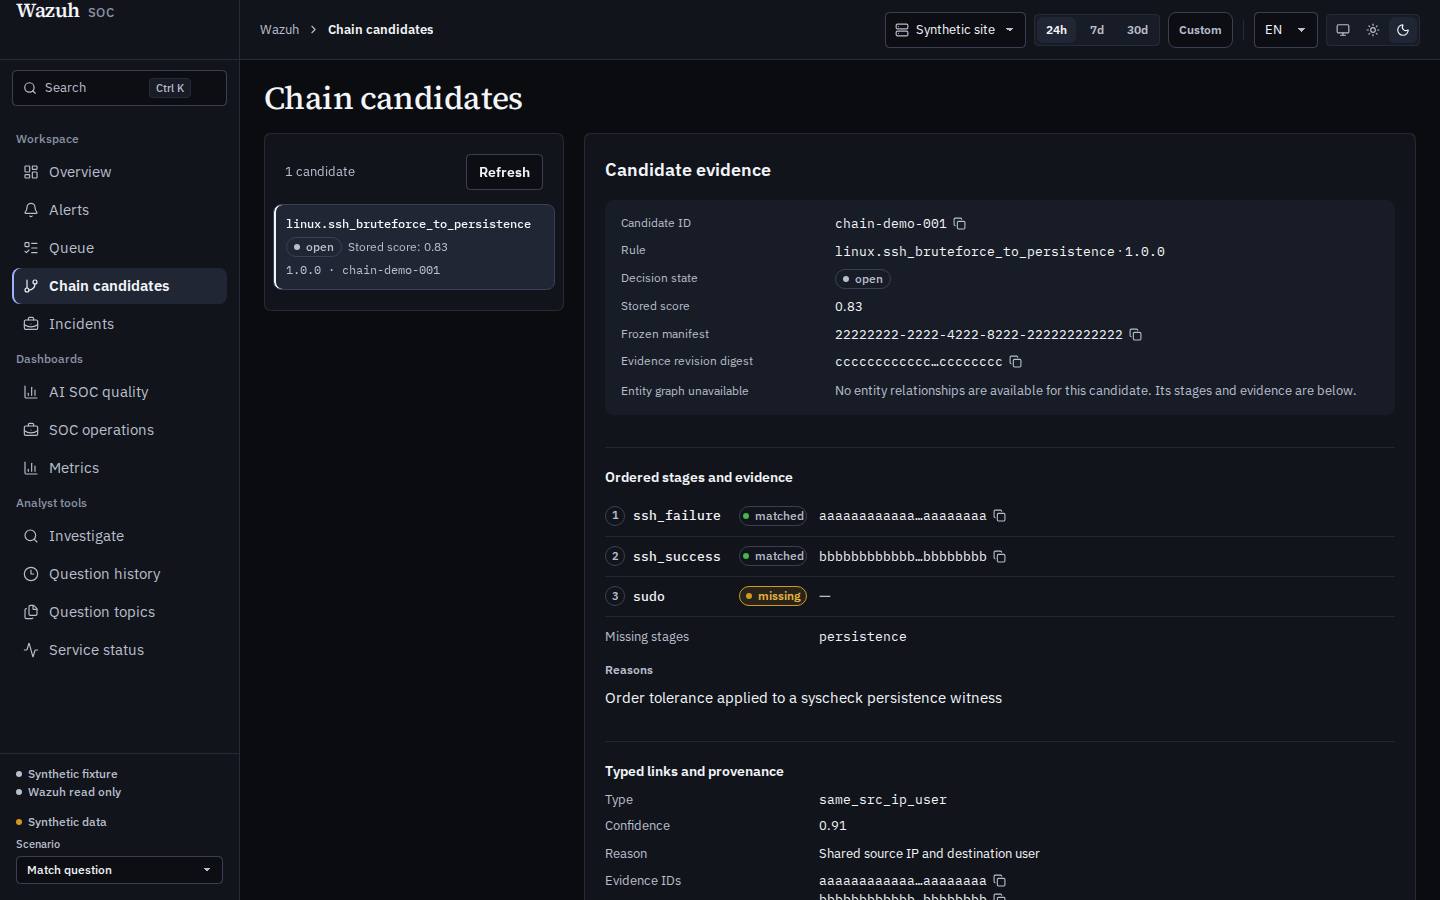 Wazuh soc
Search Ctrl K
Workspace
Overview
Alerts
Queue
Chain candidates
Incidents
Dashboards
AI SOC quality
SOC operations
Metrics
Analyst tools
Investigate
Question history
Question topics
Service status
Synthetic fixture
Wazuh read only
Synthetic data
Scenario
Match question
Wazuh > Chain candidates
Synthetic site
24h 7d 30d
Custom
EN
Chain candidates
1 candidate
Refresh
linux.ssh_bruteforce_to_persistence
open Stored score: 0.83
1.0.0 · chain-demo-001
Candidate evidence
Candidate ID chain-demo-001
Rule linux.ssh_bruteforce_to_persistence · 1.0.0
Decision state open
Stored score 0.83
Frozen manifest 22222222-2222-4222-8222-222222222222
Evidence revision digest cccccccccccc…cccccccc
Entity graph unavailable No entity relationships are available for this candidate. Its stages and evidence are below.
Ordered stages and evidence
1 ssh_failure matched aaaaaaaaaaaa…aaaaaaaa
2 ssh_success matched bbbbbbbbbbbb…bbbbbbbb
3 sudo missing —
Missing stages persistence
Reasons
Order tolerance applied to a syscheck persistence witness
Typed links and provenance
Type same_src_ip_user
Confidence 0.91
Reason Shared source IP and destination user
Evidence IDs aaaaaaaaaaaa…aaaaaaaa
bbbbbbbbbbbb…bbbbbbbb